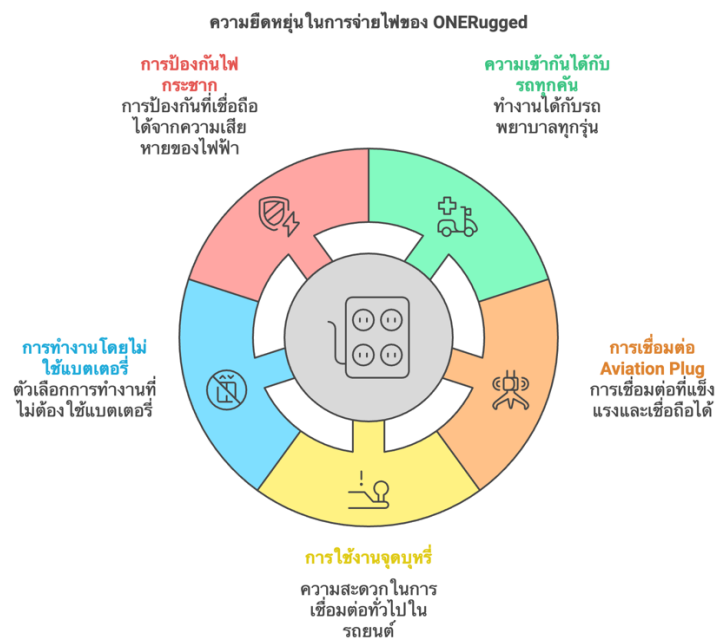 ความยืดหยุ่นในการจ่ายไฟของ ONERugged
การป้องกันไฟ
กระชาก
การป้องกันที่เชื่อถือ
ได้จากความเสีย
หายของไฟฟ้า
ความเข้ากันได้กับ
รถทุกคัน
ทำงานได้กับรถ
พยาบาลทุกรุ่น
การทำงานโดยไม่
ใช้แบตเตอรี่
ตัวเลือกการทำงานที่
ไม่ต้องใช้แบตเตอรี่
การเชื่อมต่อ
Aviation Plug
การเชื่อมต่อที่แข็ง
แรงและเชื่อถือได้
การใช้งานจุดบุหรี่
ความสะดวกในการ
เชื่อมต่อทั่วไปใน
รถยนต์